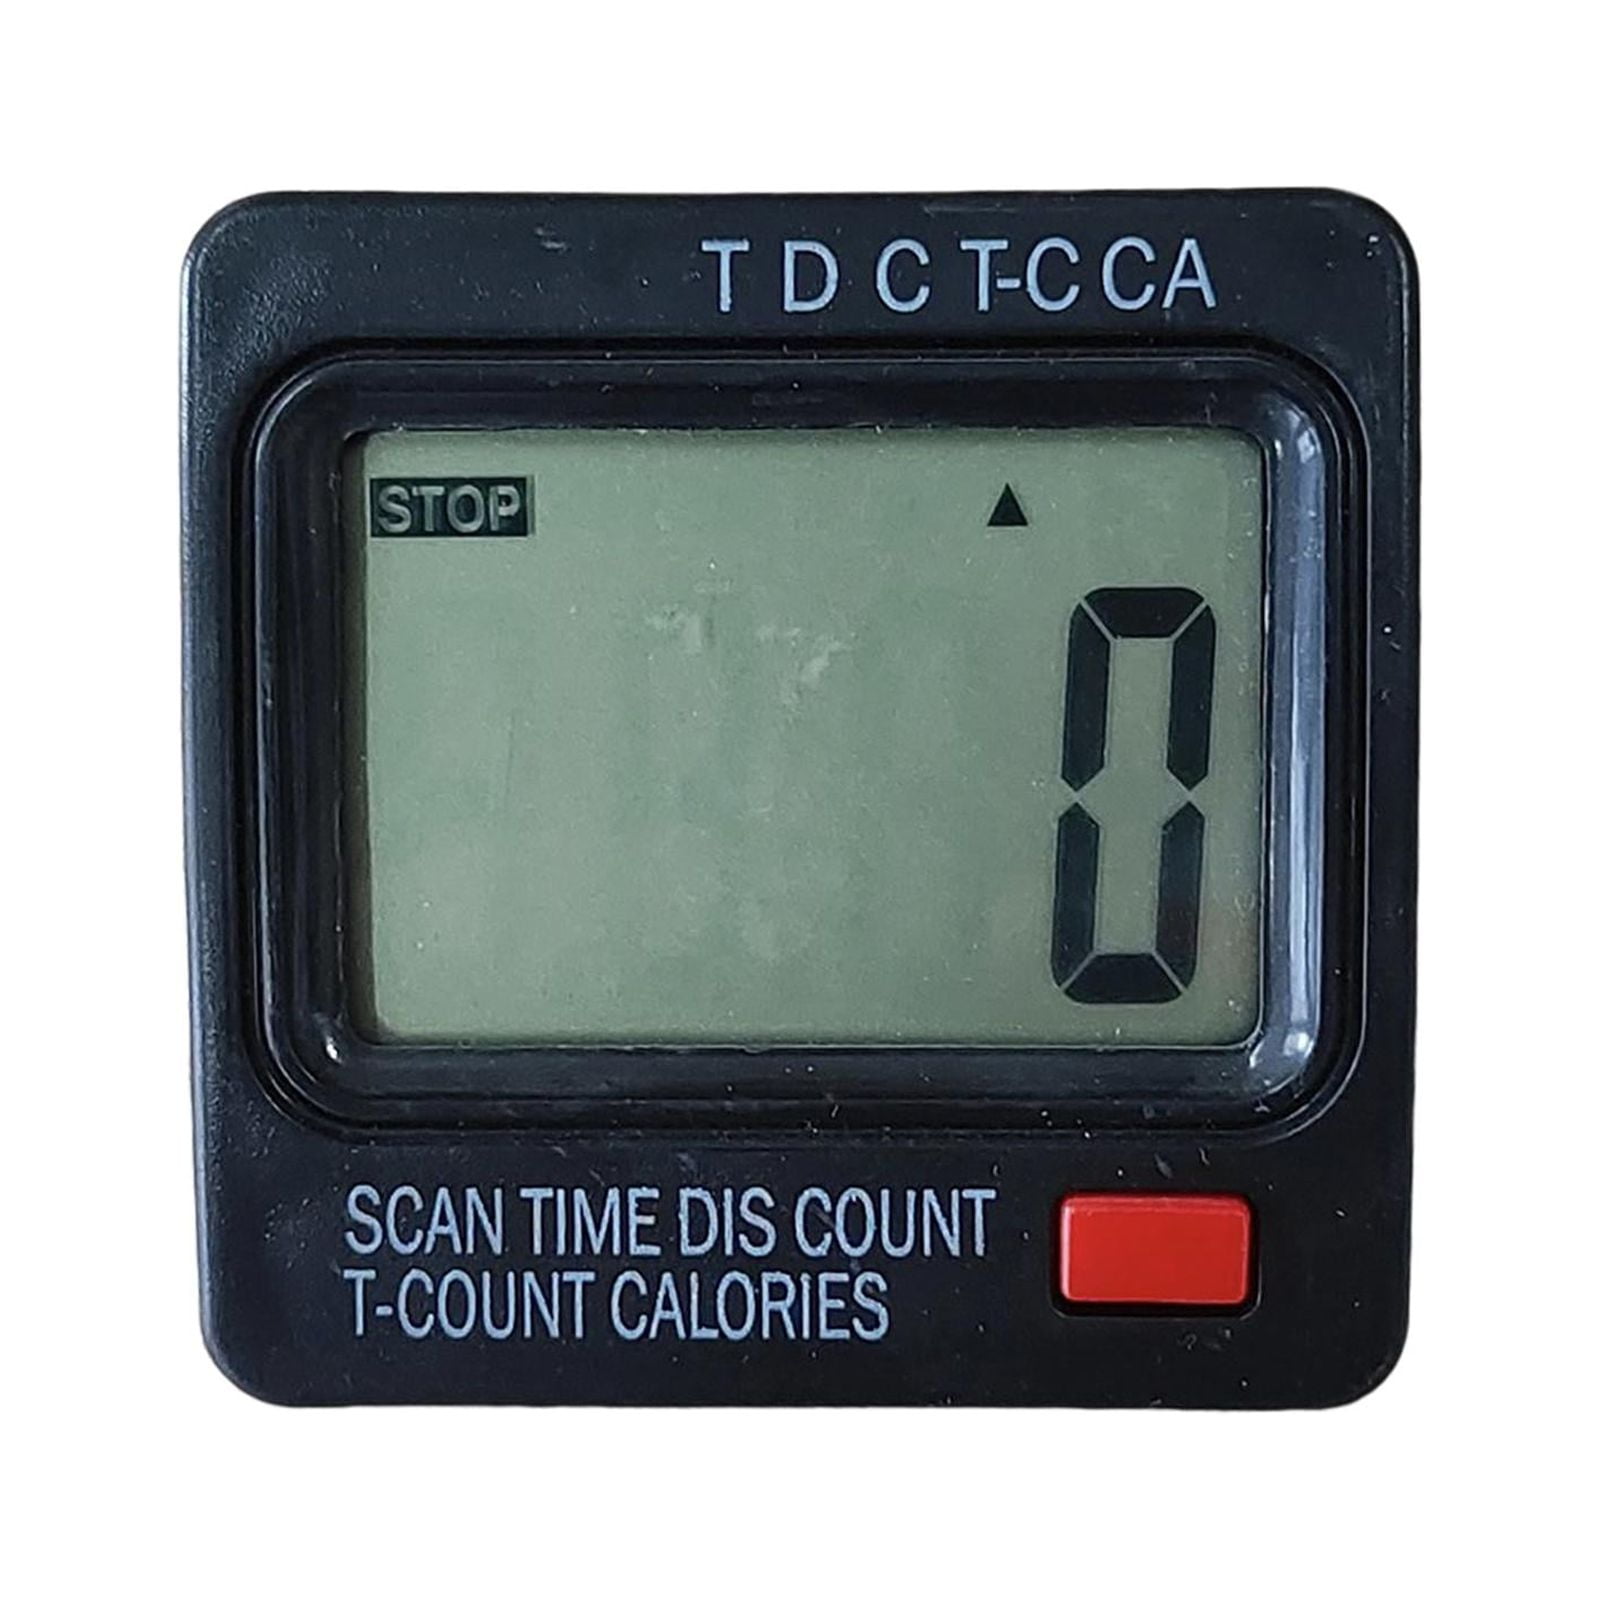 T D C T-C CA
STOP
0
SCAN TIME DIS COUNT
T-COUNT CALORIES